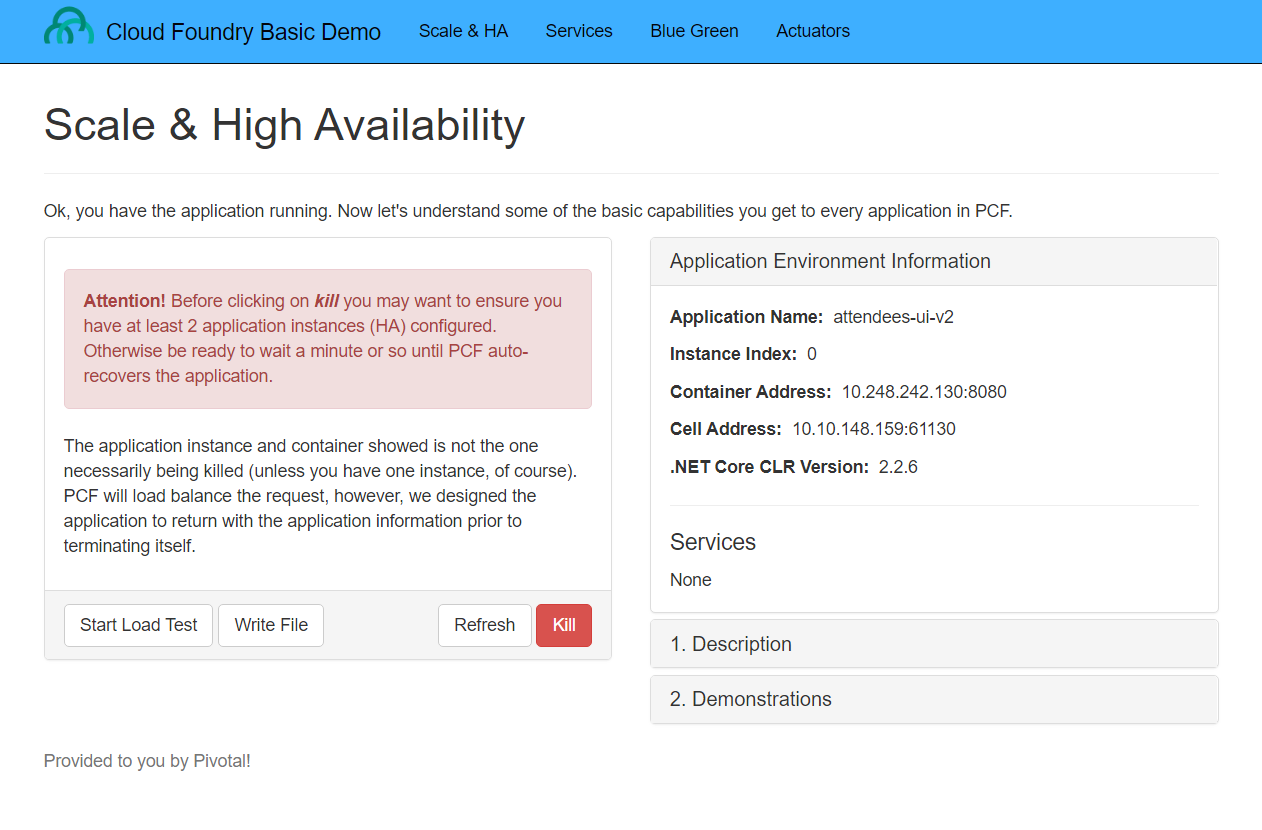 Cloud Foundry Basic Demo Scale & HA Services Blue Green Actuators
Scale & High Availability
Ok, you have the application running. Now let's understand some of the basic capabilities you get to every application in PCF.
Attention! Before clicking on kill you may want to ensure you
have at least 2 application instances (HA) configured.
Otherwise be ready to wait a minute or so until PCF auto-
recovers the application.
The application instance and container showed is not the one
necessarily being killed (unless you have one instance, of course).
PCF will load balance the request, however, we designed the
application to return with the application information prior to
terminating itself.
Start Load Test Write File Refresh Kill
Application Environment Information
Application Name: attendees-ui-v2
Instance Index: 0
Container Address: 10.248.242.130:8080
Cell Address: 10.10.148.159:61130
.NET Core CLR Version: 2.2.6
Services
None
1. Description
2. Demonstrations
Provided to you by Pivotal!